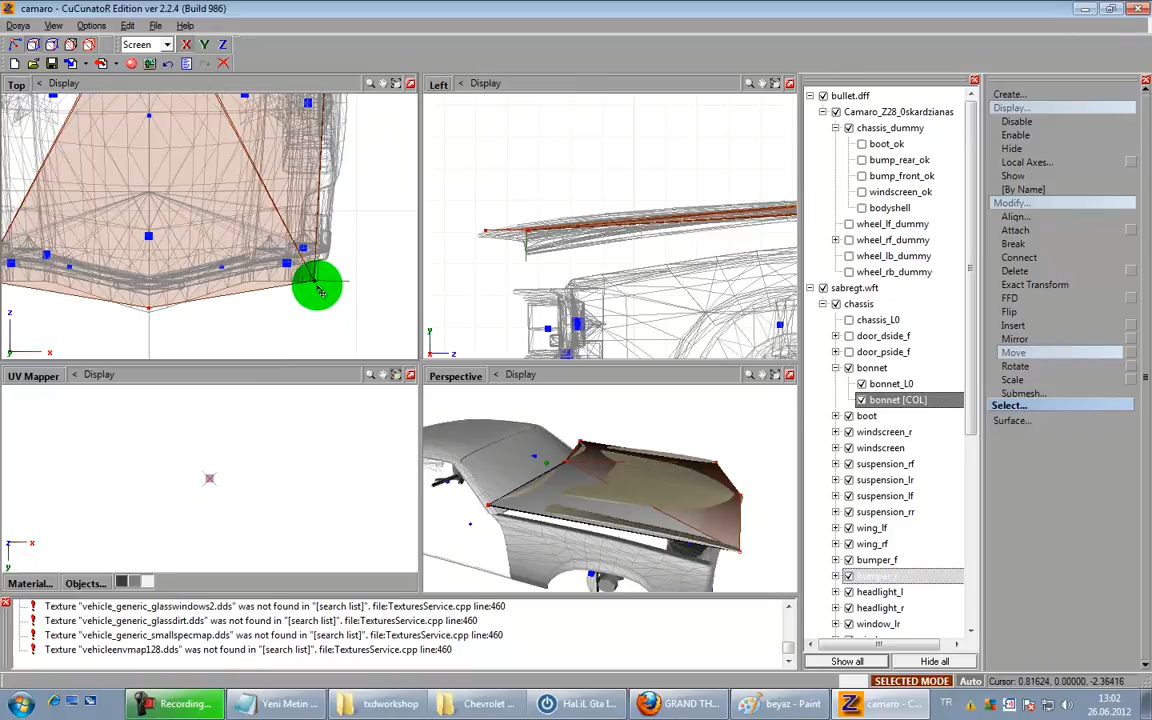 camaro - CuCunatoR Edition ver 2.2.4 (Build 986)
Dosya View Options Edit File Help
Screen X Y Z
Top < Display
Left < Display
UV Mapper < Display
Perspective < Display
z
x
y
y
z
z
x
y
bullet.dff
Camaro_Z28_0skardzianas
chassis_dummy
boot_ok
bump_rear_ok
bump_front_ok
windscreen_ok
bodyshell
wheel_lf_dummy
wheel_rf_dummy
wheel_lb_dummy
wheel_rb_dummy
sabregt.wft
chassis
chassis_L0
door_dside_f
door_pside_f
bonnet
bonnet_L0
bonnet [COL]
boot
windscreen_r
windscreen
suspension_rf
suspension_lr
suspension_lf
suspension_rr
wing_lf
wing_rf
bumper_f
headlight_l
headlight_r
window_lr
Show all Hide all
Create...
Display...
Disable
Enable
Hide
Local Axes...
Show
[By Name]
Modify...
Align...
Attach
Break
Connect
Delete
Exact Transform
FFD
Flip
Insert
Mirror
Move
Rotate
Scale
Submesh...
Select...
Surface...
Material... Objects...
Texture "vehicle_generic_glasswindows2.dds" was not found in "[search list]". file:TexturesService.cpp line:460
Texture "vehicle_generic_glassdirt.dds" was not found in "[search list]". file:TexturesService.cpp line:460
Texture "vehicle_generic_smallspecmap.dds" was not found in "[search list]". file:TexturesService.cpp line:460
Texture "vehicleenvmap128.dds" was not found in "[search list]". file:TexturesService.cpp line:460
SELECTED MODE Auto Cursor: 0.81624, 0.00000, -2.36416
Recording... Yeni Metin ... txdworkshop Chevrolet ... HaLiL Gta I... GRAND TH... beyaz - Paint camaro - C... TR 13:02
26.06.2012